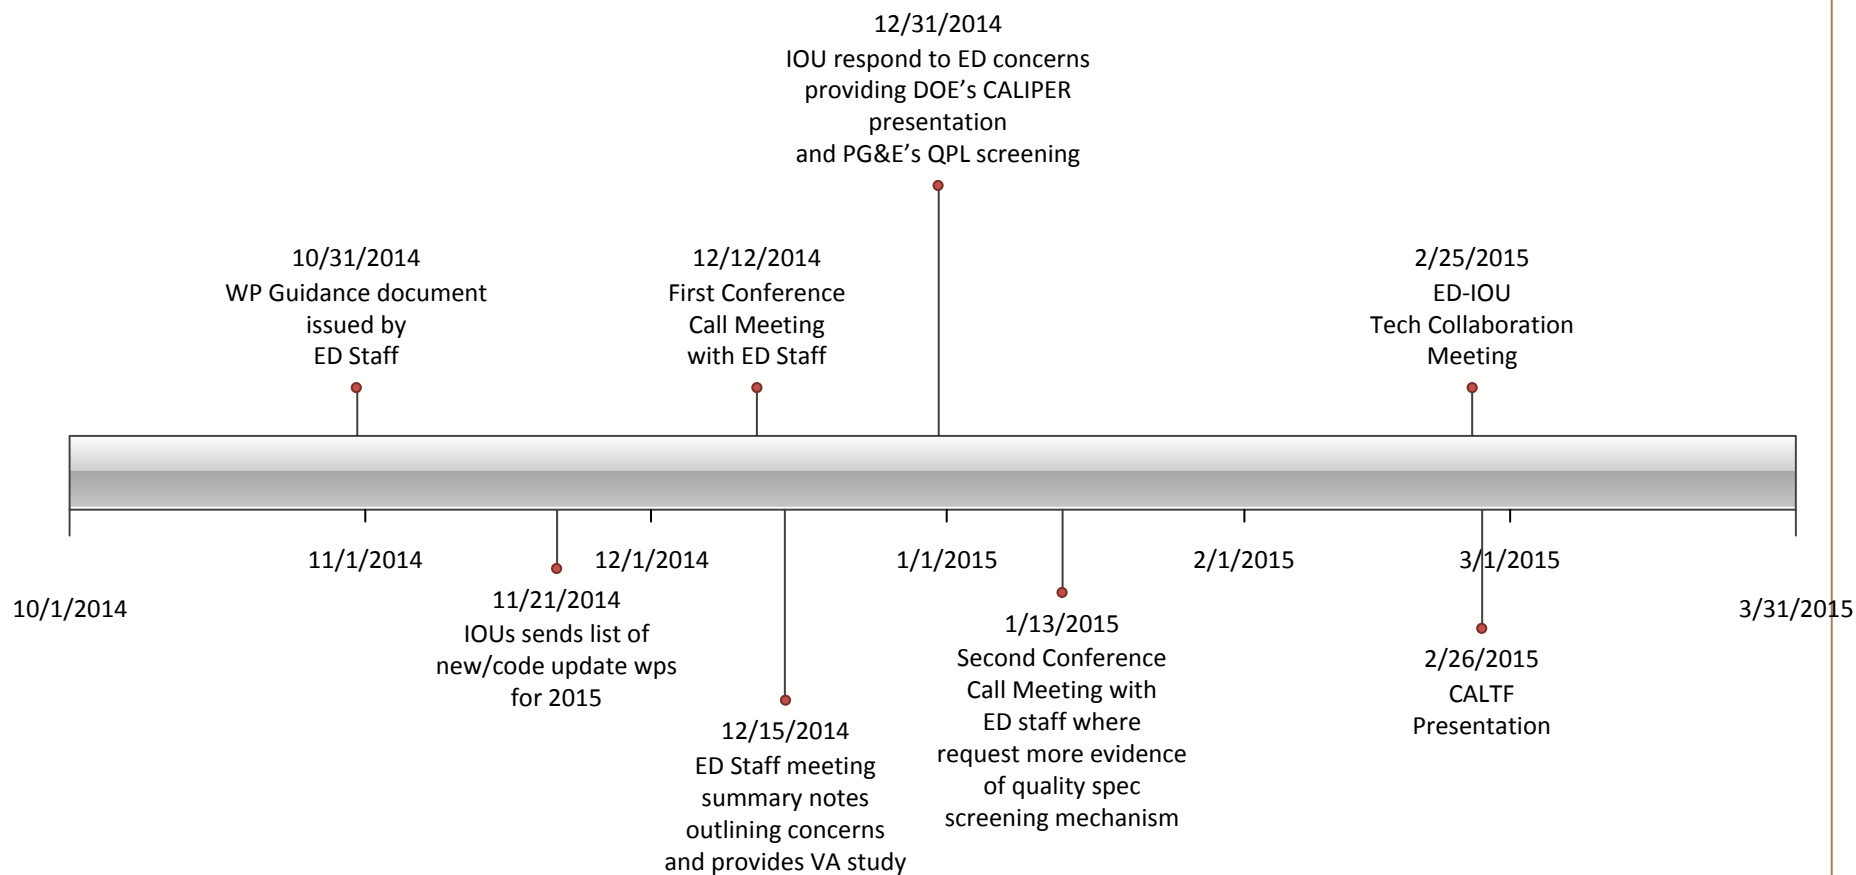 12/31/2014
IOU respond to ED concerns
providing DOE's CALIPER
presentation
and PG&E's QPL screening
10/31/2014
WP Guidance document
issued by
ED Staff
12/12/2014
First Conference
Call Meeting
with ED Staff
2/25/2015
ED-IOU
Tech Collaboration
Meeting
11/1/2014
12/1/2014
1/1/2015
2/1/2015
3/1/2015
10/1/2014
3/31/2015
11/21/2014
IOUs sends list of
new/code update wps
for 2015
12/15/2014
ED Staff meeting
summary notes
outlining concerns
and provides VA study
1/13/2015
Second Conference
Call Meeting with
ED staff where
request more evidence
of quality spec
screening mechanism
2/26/2015
CALTF
Presentation